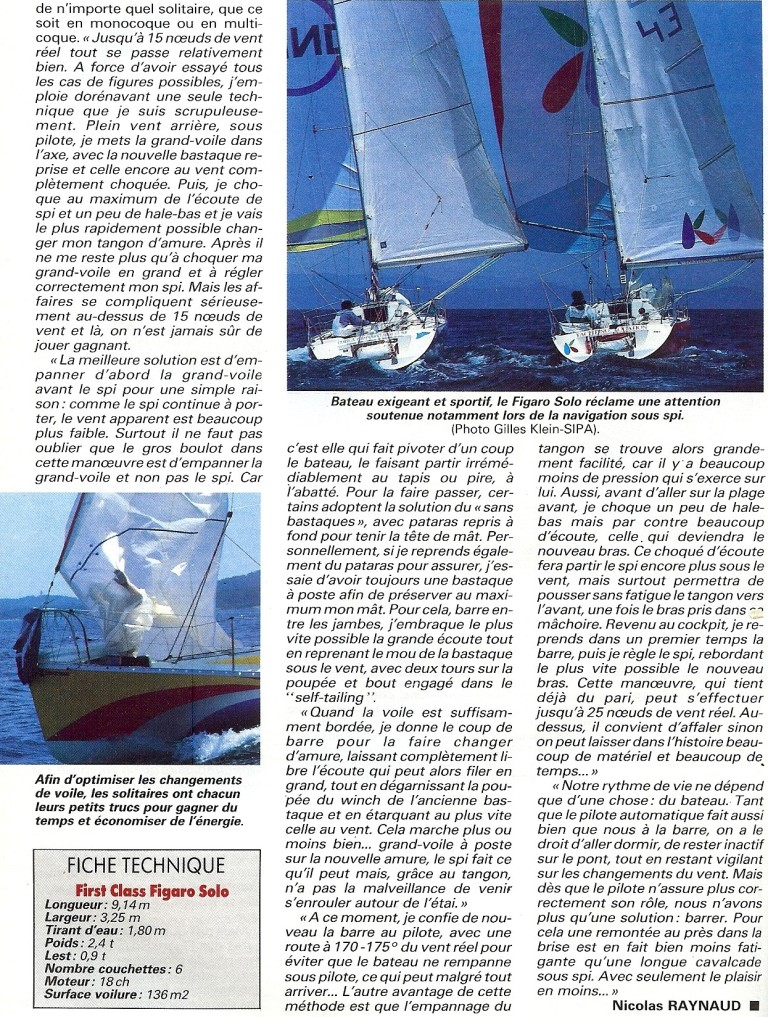 de n'importe quel solitaire, que ce
soit en monocoque ou en multi-
coque. « Jusqu'à 15 nœuds de vent
réel tout se passe relativement
bien. A force d'avoir essayé tous
les cas de figures possibles, j'em-
ploie dorénavant une seule tech-
nique que je suis scrupuleuse-
ment. Plein vent arrière, sous
pilote, je mets la grand-voile dans
l'axe, avec la nouvelle bastaque re-
prise et celle encore au vent com-
plètement choquée. Puis, je cho-
que au maximum de l'écoute de
spi et un peu de hale-bas et je vais
le plus rapidement possible chan-
ger mon tangon d'amure. Après il
ne me reste plus qu'à choquer ma
grand-voile en grand et à régler
correctement mon spi. Mais les af-
faires se compliquent sérieuse-
ment au-dessus de 15 nœuds de
vent et là, on n'est jamais sûr de
jouer gagnant.
« La meilleure solution est d'em-
panner d'abord la grand-voile
avant le spi pour une simple rai-
son : comme le spi continue à por-
ter, le vent apparent est beaucoup
plus faible. Surtout il ne faut pas
oublier que le gros boulot dans
cette manœuvre est d'empanner la
grand-voile et non pas le spi. Car
43
Bateau exigeant et sportif, le Figaro Solo réclame une attention
soutenue notamment lors de la navigation sous spi.
(Photo Gilles Klein-SIPA).
Afin d'optimiser les changements
de voile, les solitaires ont chacun
leurs petits trucs pour gagner du
temps et économiser de l'énergie.
FICHE TECHNIQUE
First Class Figaro Solo
Longueur : 9,14 m
Largeur : 3,25 m
Tirant d'eau : 1,80 m
Poids : 2,4 t
Lest : 0,9 t
Nombre couchettes : 6
Moteur : 18 ch
Surface voilure : 136 m2
c'est elle qui fait pivoter d'un coup
le bateau, le faisant partir irrémé-
diablement au tapis ou pire, à
l'abatté. Pour la faire passer, cer-
tains adoptent la solution du « sans
bastaques », avec pataras repris à
fond pour tenir la tête de mât. Per-
sonnellement, si je reprends égale-
ment du pataras pour assurer, j'es-
saie d'avoir toujours une bastaque
à poste afin de préserver au maxi-
mum mon mât. Pour cela, barre en-
tre les jambes, j'embraque le plus
vite possible la grande écoute tout
en reprenant le mou de la bastaque
sous le vent, avec deux tours sur la
poupée et bout engagé dans le
"self-tailing".
« Quand la voile est suffisam-
ment bordée, je donne le coup de
barre pour la faire changer
d'amure, laissant complètement li-
bre l'écoute qui peut alors filer en
grand, tout en dégarnissant la pou-
pée du winch de l'ancienne bas-
taque et en étarquant au plus vite
celle au vent. Cela marche plus ou
moins bien... grand-voile à poste
sur la nouvelle amure, le spi fait ce
qu'il peut mais, grâce au tangon,
n'a pas la malveillance de venir
s'enrouler autour de l'étai. »
« A ce moment, je confie de nou-
veau la barre au pilote, avec une
route à 170-175° du vent réel pour
éviter que le bateau ne rempanne
sous pilote, ce qui peut malgré tout
arriver... L'autre avantage de cette
méthode est que l'empannage du
tangon se trouve alors grande-
ment facilité, car il y a beaucoup
moins de pression qui s'exerce sur
lui. Aussi, avant d'aller sur la plage
avant, je choque un peu de hale-
bas mais par contre beaucoup
d'écoute, celle qui deviendra le
nouveau bras. Ce choqué d'écoute
fera partir le spi encore plus sous le
vent, mais surtout permettra de
pousser sans fatigue le tangon vers
l'avant, une fois le bras pris dans
mâchoire. Revenu au cockpit, je re-
prends dans un premier temps la
barre, puis je règle le spi, rebordant
le plus vite possible le nouveau
bras. Cette manœuvre, qui tient
déjà du pari, peut s'effectuer
jusqu'à 25 nœuds de vent réel. Au-
dessus, il convient d'affaler sinon
on peut laisser dans l'histoire beau-
coup de matériel et beaucoup de
temps... »
« Notre rythme de vie ne dépend
que d'une chose : du bateau. Tant
que le pilote automatique fait aussi
bien que nous à la barre, on a le
droit d'aller dormir, de rester inactif
sur le pont, tout en restant vigilant
sur les changements du vent. Mais
dès que le pilote n'assure plus cor-
rectement son rôle, nous n'avons
plus qu'une solution : barrer. Pour
cela une remontée au près dans la
brise est en fait bien moins fati-
gante qu'une longue cavalcade
sous spi. Avec seulement le plaisir
en moins... »
Nicolas RAYNAUD ■